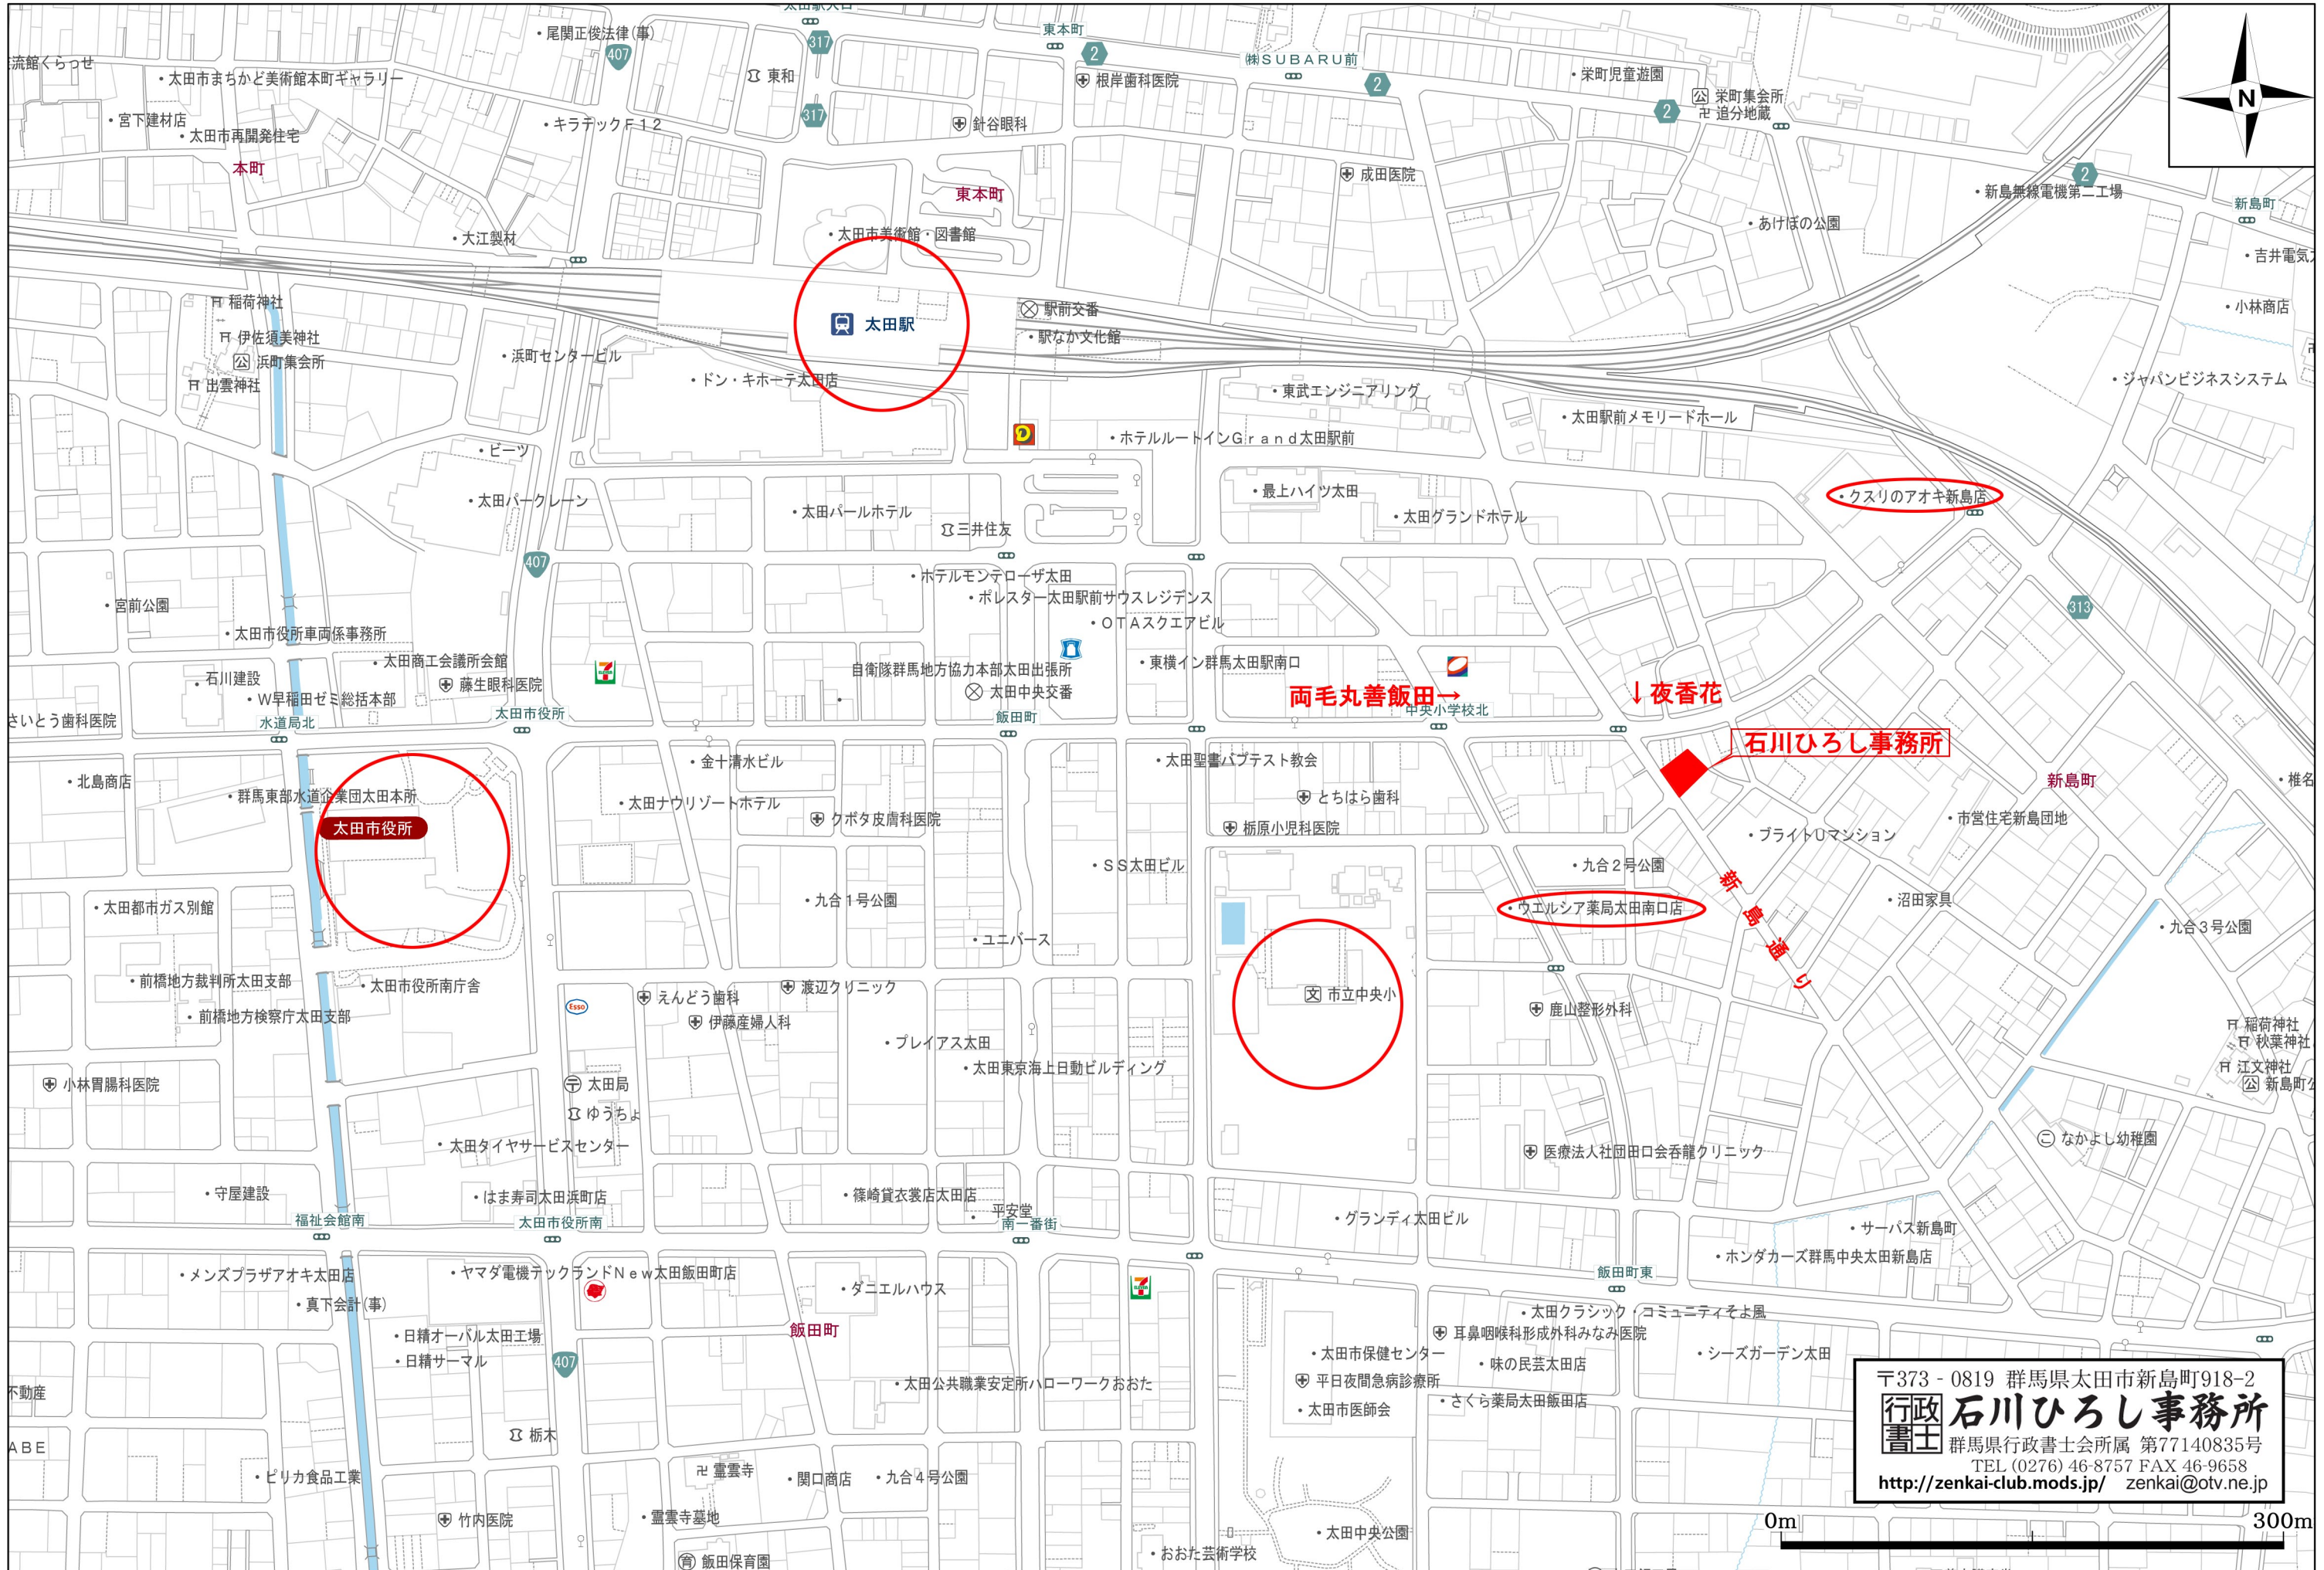 太田駅入口
・尾関正俊法律(事)
317
東本町
407
2
㈱SUBARU前
流館くらっせ
・太田市まちかど美術館本町ギャラリー
東和
根岸歯科医院
2
・栄町児童遊園
栄町集会所
追分地蔵
N
・宮下建材店
・キラテックF12
317
針谷眼科
2
・太田市再開発住宅
本町
東本町
成田医院
2
・新島無線電機第二工場
新島町
・大江製材
・太田市美術館・図書館
・あけぼの公園
・吉井電気
稲荷神社
伊佐須美神社
公 浜町集会所
出雲神社
・浜町センタービル
太田駅
駅前交番
・駅なか文化館
・小林商店
・ドン・キホーテ太田店
・東武エンジニアリング
・ジャパンビジネスシステム
・太田駅前メモリードホール
・ホテルルートインGrand太田駅前
・ビーツ
・太田パークレーン
・太田パールホテル
三井住友
・最上ハイツ太田
・太田グランドホテル
・クスリのアオキ新島店
407
・ホテルモンテローザ太田
・ポレスター太田駅前サウスレジデンス
・OTAスクエアビル
・宮前公園
313
・太田市役所車両係事務所
・太田商工会議所会館
石川建設
藤生眼科医院
・W早稲田ゼミ総括本部
自衛隊群馬地方協力本部太田出張所
太田中央交番
・東横イン群馬太田駅南口
両毛丸善飯田→
↓夜香花
さいとう歯科医院
水道局北
太田市役所
飯田町
中央小学校北
石川ひろし事務所
・北島商店
・群馬東部水道企業団太田本所
・金十清水ビル
・太田聖書バプテスト教会
新島町
・椎名
太田市役所
・太田ナウリゾートホテル
クボタ皮膚科医院
とちはら歯科
栃原小児科医院
・ブライトUマンション
・市営住宅新島団地
・SS太田ビル
・九合2号公園
新島通り
・太田都市ガス別館
・九合1号公園
・ウエルシア薬局太田南口店
・沼田家具
・九合3号公園
・ユニバース
・前橋地方裁判所太田支部
・太田市役所南庁舎
・前橋地方検察庁太田支部
Esso
えんどう歯科
伊藤産婦人科
渡辺クリニック
文 市立中央小
鹿山整形外科
稲荷神社
秋葉神社
江文神社
公 新島町公
・プレイアス太田
・太田東京海上日動ビルディング
小林胃腸科医院
太田局
ゆうちょ
・太田タイヤサービスセンター
医療法人社団田口会呑龍クリニック
なかよし幼稚園
・守屋建設
・はま寿司太田浜町店
・篠崎貸衣裳店太田店
平安堂
・グランディ太田ビル
福祉会館南
太田市役所南
南一番街
・サーパス新島町
・ホンダカーズ群馬中央太田新島店
飯田町東
・メンズプラザアオキ太田店
・ヤマダ電機テックランドNew太田飯田町店
・ダニエルハウス
・真下会計(事)
・太田クラシック・コミュニティそよ風
飯田町
・日精オーバル太田工場
・日精サーマル
407
耳鼻咽喉科形成外科みなみ医院
・太田市保健センター
・味の民芸太田店
・シーズガーデン太田
不動産
・太田公共職業安定所ハローワークおおた
平日夜間急病診療所
・太田市医師会
・さくら薬局太田飯田店
栃木
ABE
・ピリカ食品工業
霊雲寺
・関口商店
・九合4号公園
竹内医院
・霊雲寺墓地
・太田中央公園
飯田保育園
・おおた芸術学校
〒373‐0819 群馬県太田市新島町918−2
行政書士 石川ひろし事務所
群馬県行政書士会所属 第77140835号
TEL (0276) 46-8757 FAX 46-9658
http://zenkai-club.mods.jp/ zenkai@otv.ne.jp
0m 300m